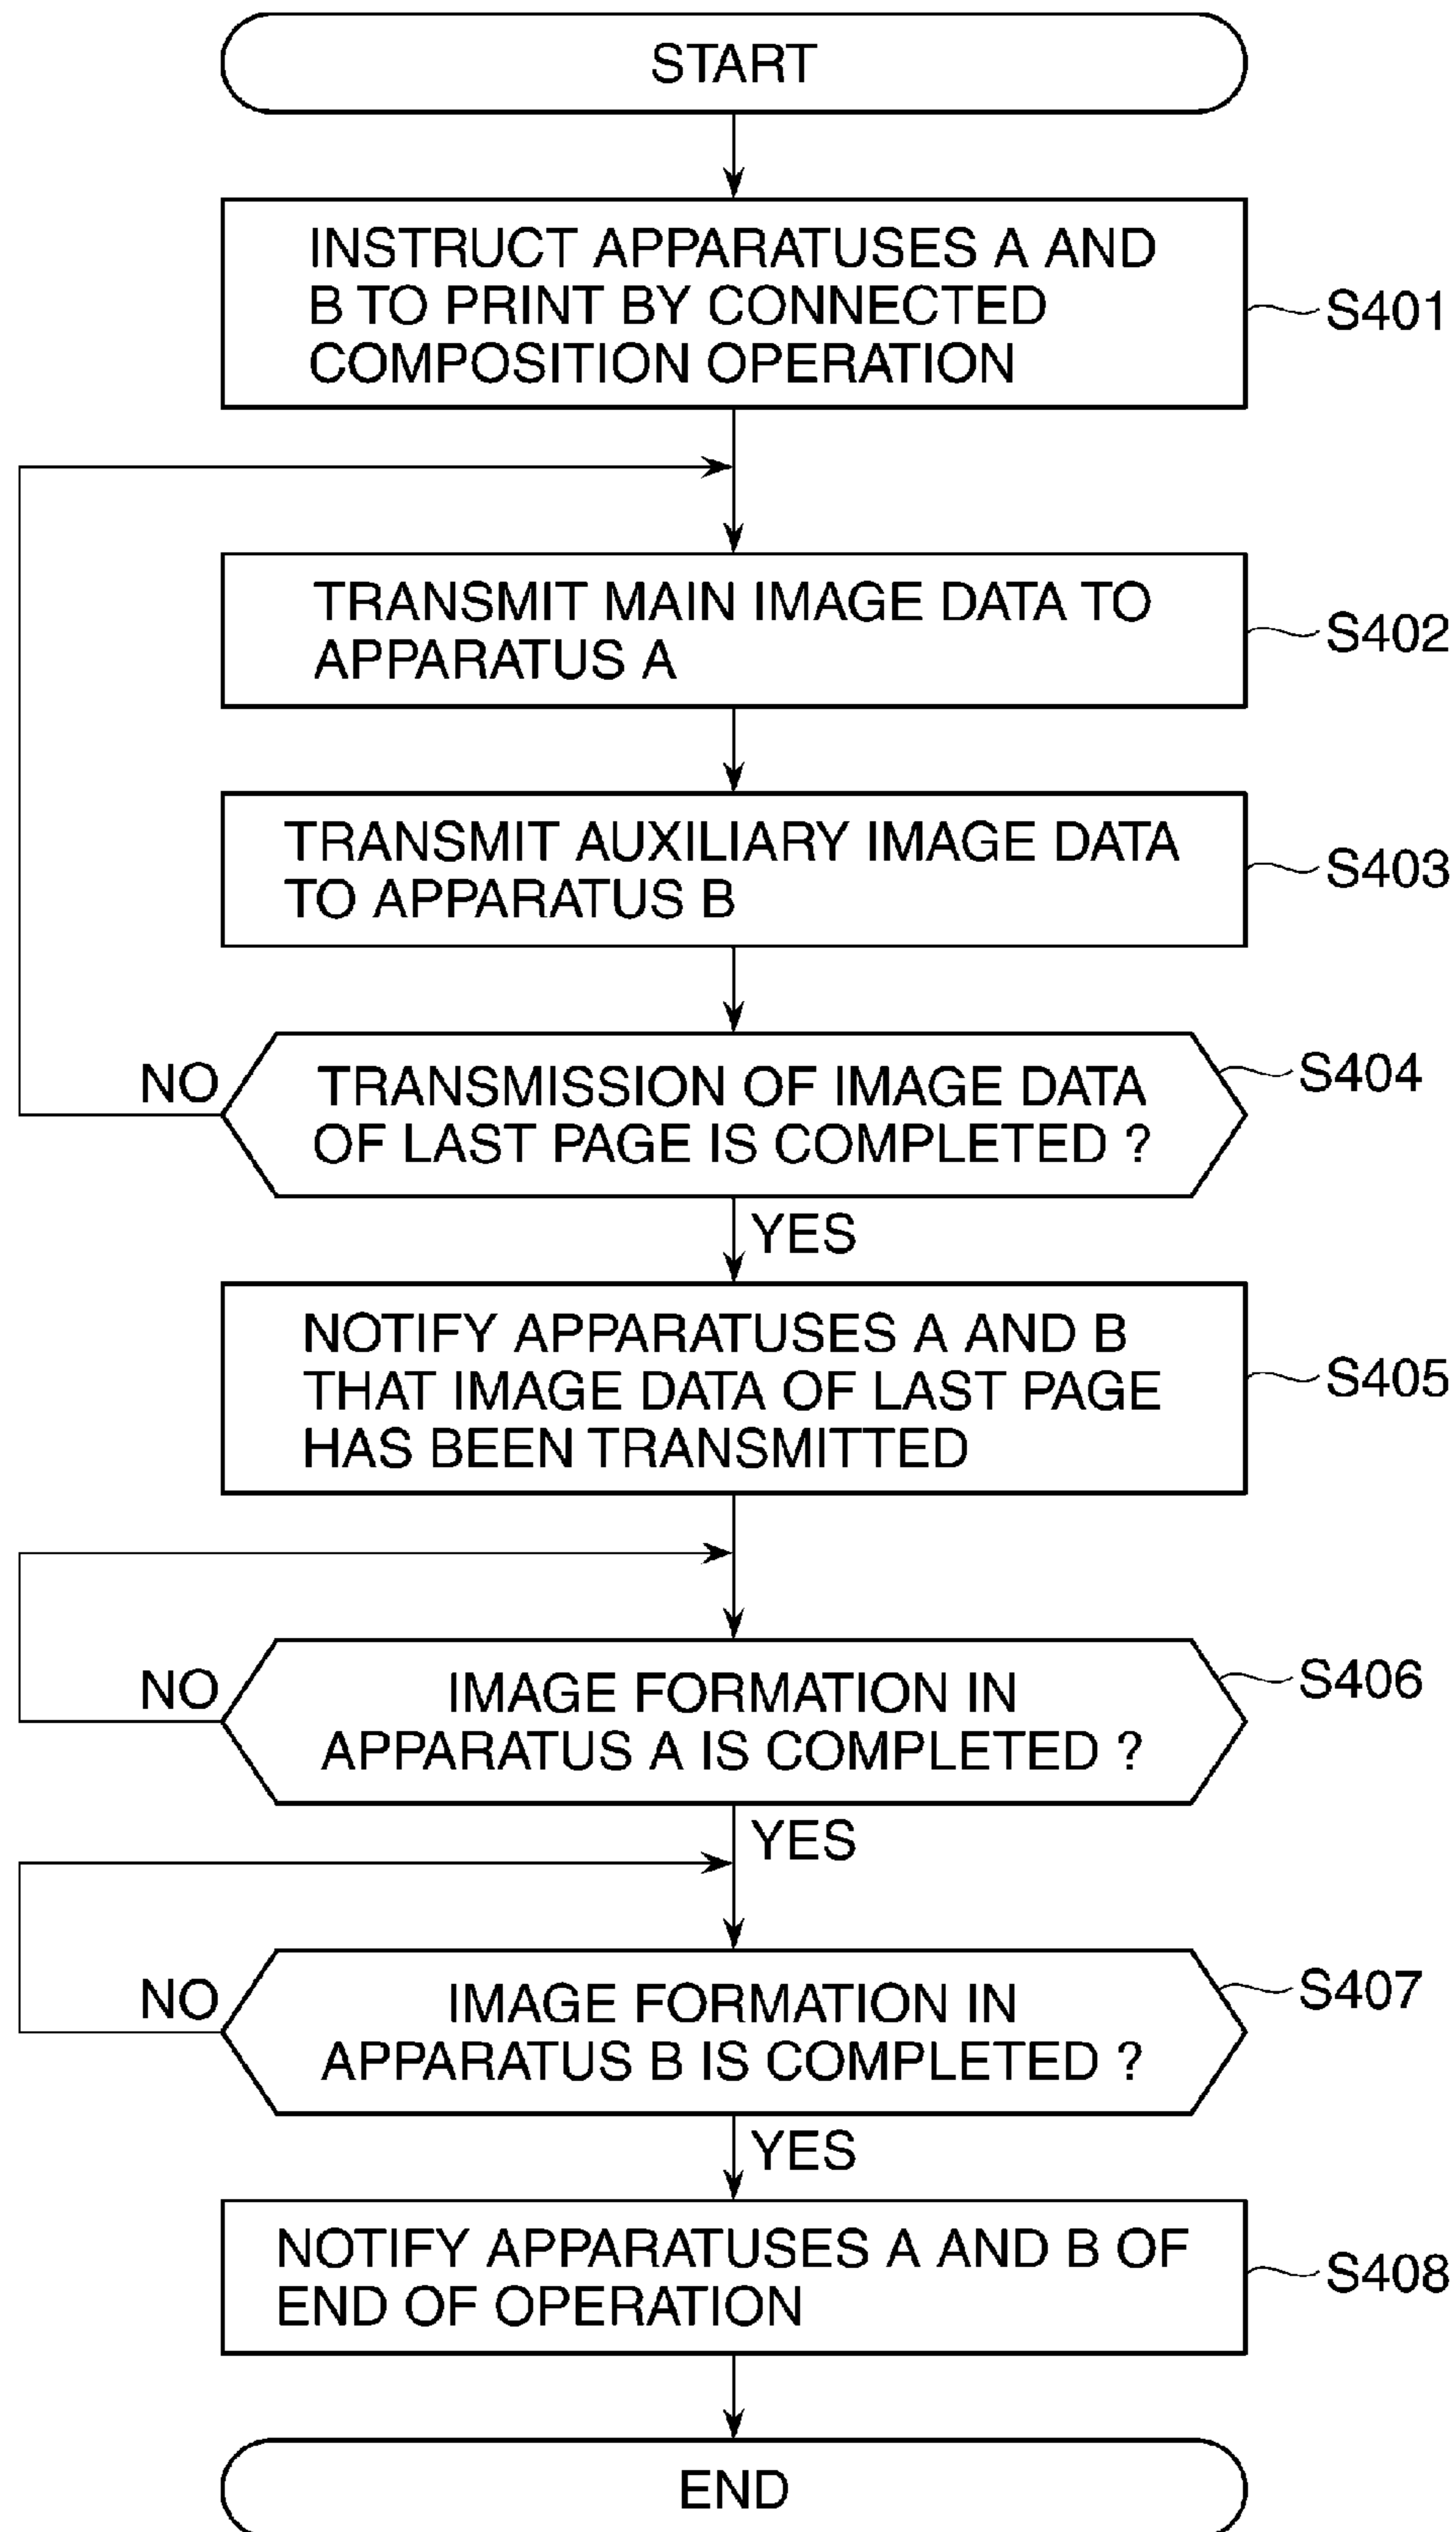 START
INSTRUCT APPARATUSES A AND
B TO PRINT BY CONNECTED
COMPOSITION OPERATION
S401
TRANSMIT MAIN IMAGE DATA TO
APPARATUS A
S402
TRANSMIT AUXILIARY IMAGE DATA
TO APPARATUS B
S403
NO
TRANSMISSION OF IMAGE DATA
OF LAST PAGE IS COMPLETED ?
S404
YES
NOTIFY APPARATUSES A AND B
THAT IMAGE DATA OF LAST PAGE
HAS BEEN TRANSMITTED
S405
NO
IMAGE FORMATION IN
APPARATUS A IS COMPLETED ?
S406
YES
NO
IMAGE FORMATION IN
APPARATUS B IS COMPLETED ?
S407
YES
NOTIFY APPARATUSES A AND B OF
END OF OPERATION
S408
END